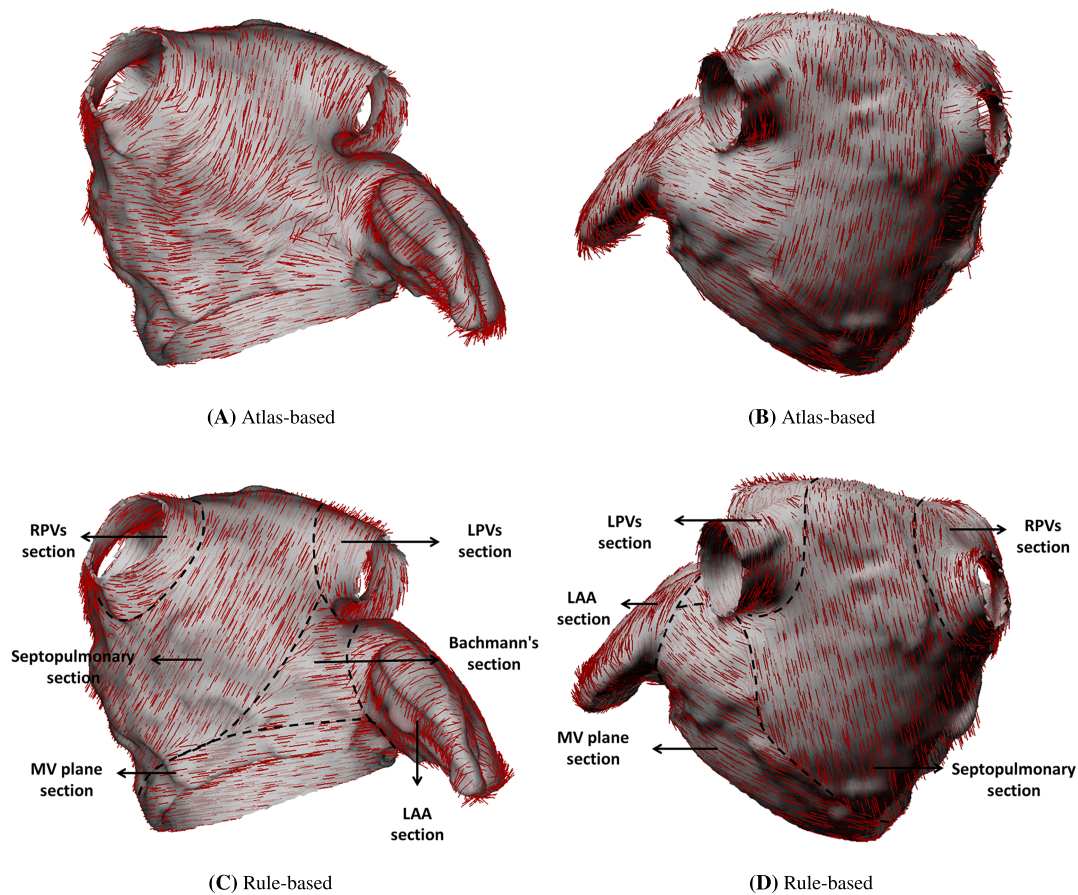 (A) Atlas-based
(B) Atlas-based
RPVs
section
LPVs
section
Septopulmonary
section
Bachmann's
section
MV plane
section
LAA
section
LPVs
section
RPVs
section
LAA
section
MV plane
section
Septopulmonary
section
(C) Rule-based
(D) Rule-based